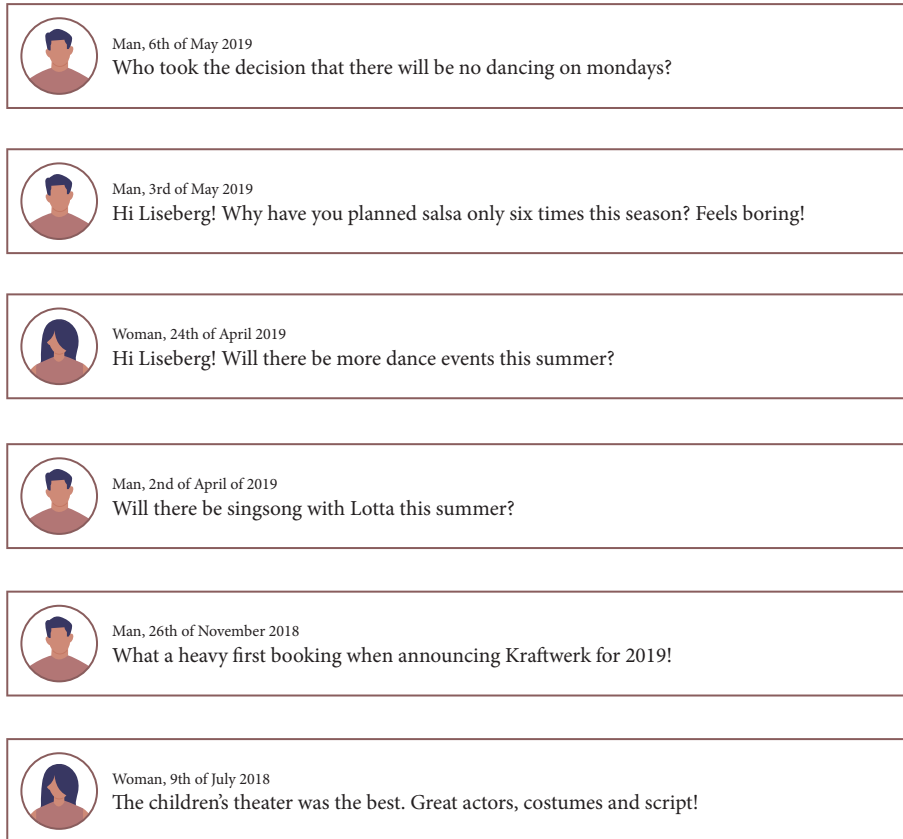 Man, 6th of May 2019
Who took the decision that there will be no dancing on mondays?
Man, 3rd of May 2019
Hi Liseberg! Why have you planned salsa only six times this season? Feels boring!
Woman, 24th of April 2019
Hi Liseberg! Will there be more dance events this summer?
Man, 2nd of April of 2019
Will there be singsong with Lotta this summer?
Man, 26th of November 2018
What a heavy first booking when announcing Kraftwerk for 2019!
Woman, 9th of July 2018
The children's theater was the best. Great actors, costumes and script!